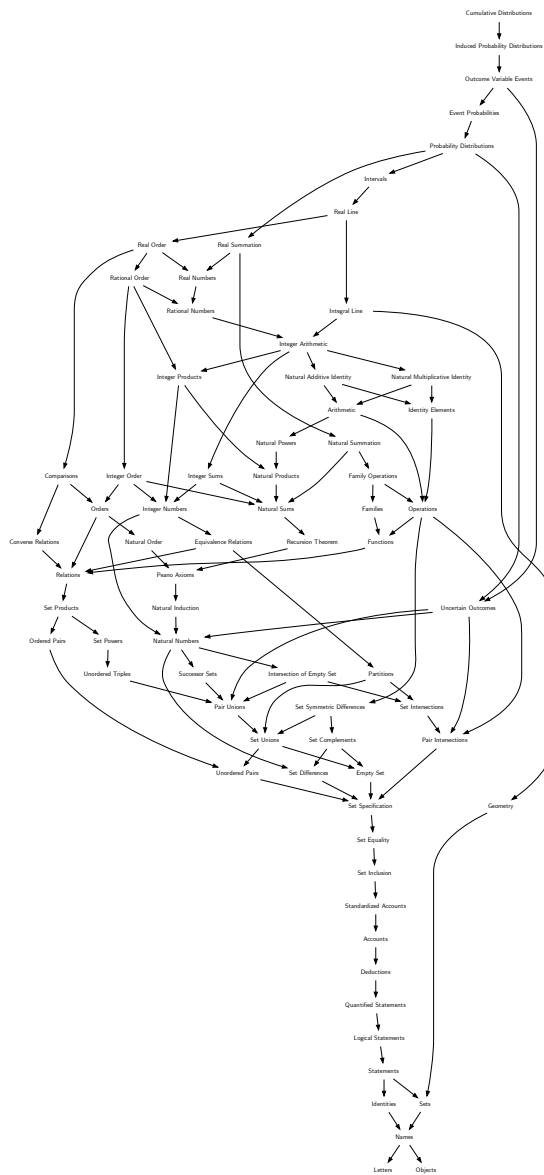 Cumulative Distributions
Induced Probability Distributions
Outcome Variable Events
Event Probabilities
Probability Distributions
Intervals
Real Line
Real Order
Real Summation
Rational Order
Real Numbers
Rational Numbers
Integral Line
Integer Arithmetic
Integer Products
Natural Additive Identity
Natural Multiplicative Identity
Arithmetic
Identity Elements
Natural Powers
Natural Summation
Comparisons
Integer Order
Integer Sums
Natural Products
Family Operations
Orders
Integer Numbers
Natural Sums
Families
Operations
Converse Relations
Natural Order
Equivalence Relations
Recursion Theorem
Functions
Relations
Peano Axioms
Set Products
Natural Induction
Uncertain Outcomes
Ordered Pairs
Set Powers
Natural Numbers
Unordered Triples
Successor Sets
Intersection of Empty Set
Partitions
Pair Unions
Set Symmetric Differences
Set Intersections
Set Unions
Set Complements
Pair Intersections
Unordered Pairs
Set Differences
Empty Set
Set Specification
Geometry
Set Equality
Set Inclusion
Standardized Accounts
Accounts
Deductions
Quantified Statements
Logical Statements
Statements
Identities
Sets
Names
Letters
Objects